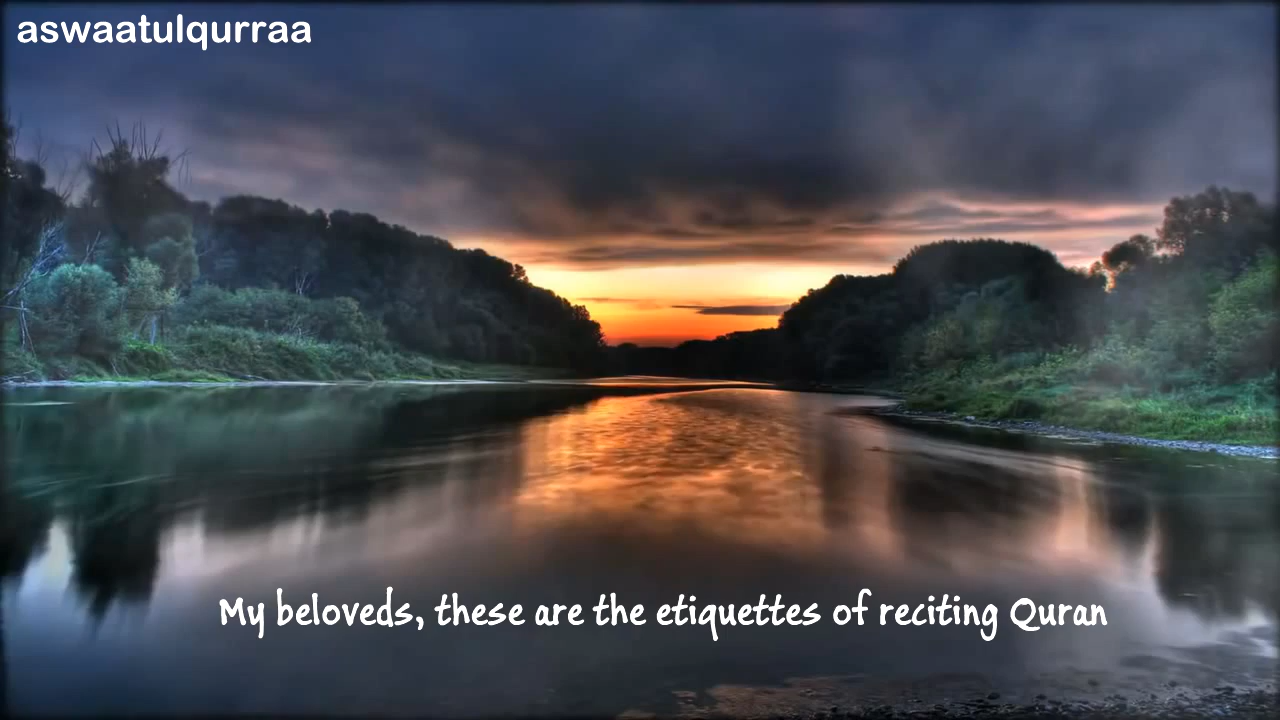 aswaatulqurraa
My beloveds, these are the etiquettes of reciting Quran